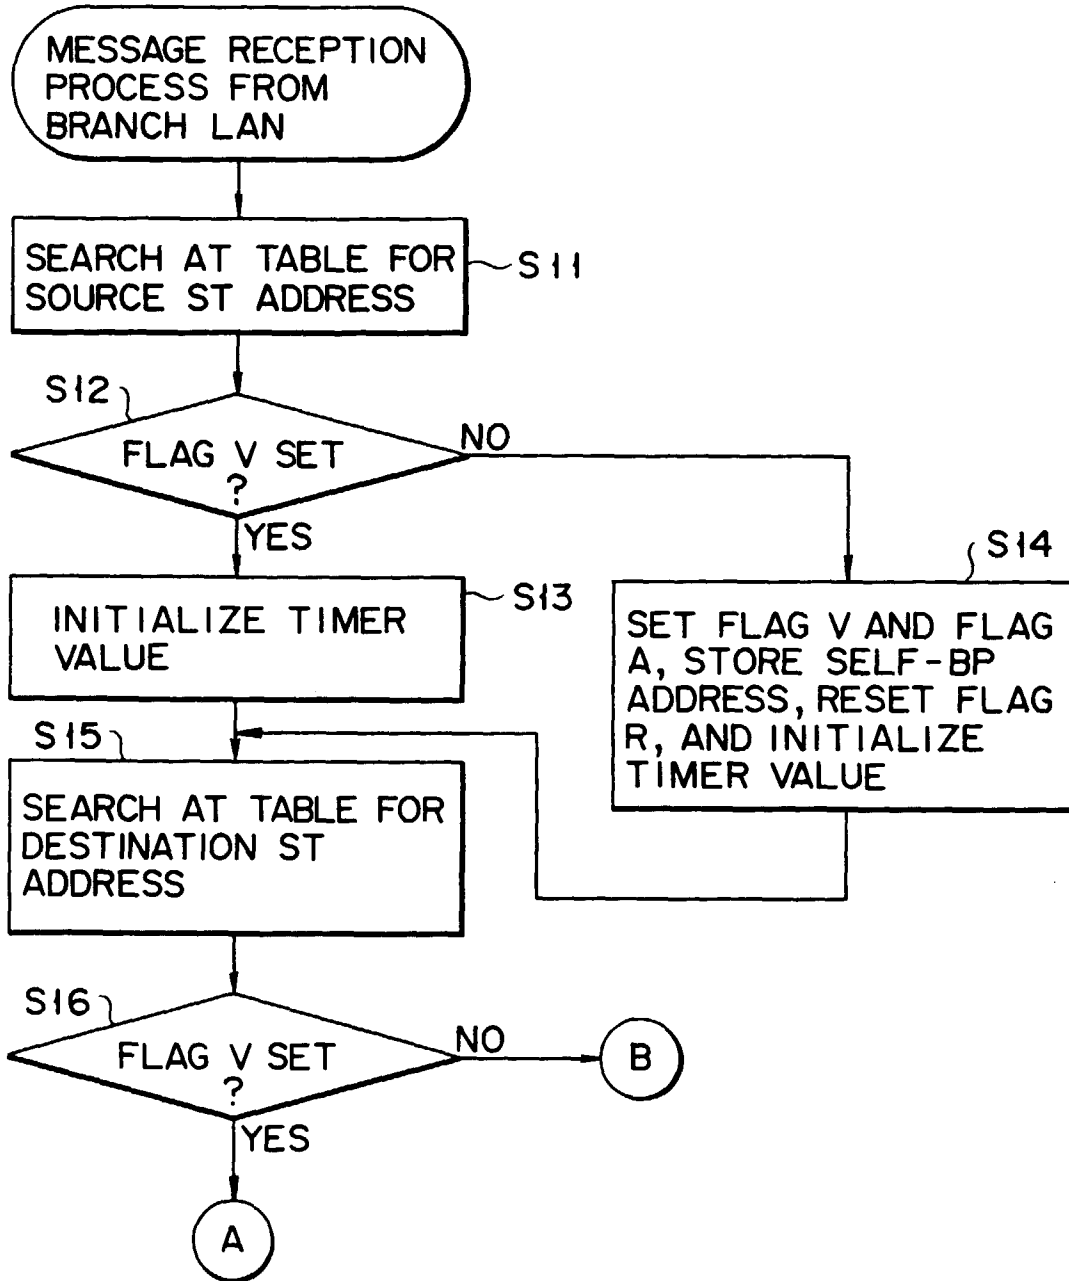 MESSAGE RECEPTION
PROCESS FROM
BRANCH LAN
SEARCH AT TABLE FOR
SOURCE ST ADDRESS
S11
S12
FLAG V SET
?
NO
YES
INITIALIZE TIMER
VALUE
S13
S14
SET FLAG V AND FLAG
A, STORE SELF-BP
ADDRESS, RESET FLAG
R, AND INITIALIZE
TIMER VALUE
S15
SEARCH AT TABLE FOR
DESTINATION ST
ADDRESS
S16
FLAG V SET
?
NO
B
YES
A